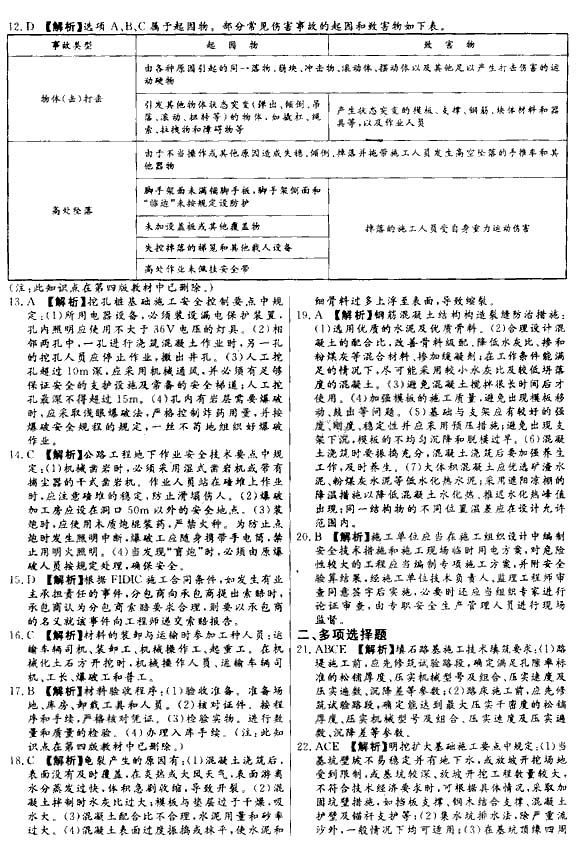 12. D 【解析】选项A、B、C属于起因物。部分常见伤害事故的起因和致害物如下表。
事故类型 起因物 致害物
物体(击)打击
由各种原因引起的同一落物、崩块、冲击物、滚动体、摆动体以及其他足以产生打击伤害的运
动硬物
引发其他物体状态突变(弹出、倾倒、吊
落、滚动、扭转等)的物体,如撬杠、绳
索、拉拽物和障碍物等
产生状态突变的模板、支撑、钢筋、块体材料和器
具等,以及作业人员
高处坠落
由于不当操作或其他原因造成失稳、倾倒、掉落并拖带施工人员发生高空坠落的手推车和其
他器物
脚手架面未满铺脚手板,脚手架侧面和
“临边”未按规定设防护
未加设盖板或其他覆盖物
失控掉落的梯笼和其他载人设备
高处作业未佩挂安全带
掉落的施工人员受自身重力运动伤害
(注:此知识点在第四版教材中已删除。)
13. A 【解析】挖孔桩基础施工安全控制要点中规
定:(1)所用电器设备,必须装设漏电保护装置,
孔内照明应使用不大于36V电压的灯具。(2)相
邻两孔中,一孔进行浇筑混凝土作业时,另一孔
的挖孔人员应停止作业,撤出井孔。(3)人工挖
孔超过10m深,应采用机械通风,并必须有足够
保证安全的支护设施及常备的安全梯道;人工挖
孔最深不得超过15m。(4)孔内有岩层需要爆破
时,应采取浅眼爆破法,严格控制炸药用量,并按
爆破安全规程的规定,一丝不苟地组织好爆破
作业。
14. C 【解析】公路工程地下作业安全技术要点中规
定:(1)机械凿岩时,必须采用湿式凿岩机或带有
捕尘器的干式凿岩机。作业人员站在碴堆上作业
时,应注意碴堆的稳定,防止滑塌伤人。(2)爆破
加工房应设在洞口50m以外的安全地点。(3)装
炮时,应使用木质炮棍装药,严禁火种。为防止点
炮时发生照明中断,爆破工应随身携带手电筒,禁
止用明火照明。(4)当发现“盲炮”时,必须由原爆
破人员按规定处理,确保安全。
15. D 【解析】根据FIDIC施工合同条件,如发生有业
主承担责任的事件,分包商向承包商提出索赔时,
承包商认为分包商索赔要求合理,则要以承包商
的名义就该事件向工程师递交索赔报告。
16. C 【解析】材料的装卸与运输时参加工种人员:运
输车辆司机、装卸工、机械操作工、起重工。在机
械化土石方开挖时,机械操作人员、运输车辆司
机、工长、爆破工和普工。
17. B 【解析】材料验收程序:(1)验收准备。准备场
地、库房、卸载工具和人员。(2)核对证件。按程
序和手续,严格核对凭证。(3)检验实物。进行数
量和质量的检验。(4)办理入库手续。(注:此知
识点在第四版教材中已删除。)
18. C 【解析】龟裂产生的原因有:(1)混凝土浇筑后,
表面没有及时覆盖,在炎热或大风天气,表面游离
水分蒸发过快,体积急剧收缩,导致开裂。(2)混
凝土拌制时水灰比过大;模板与垫层过于干燥,吸
水大。(3)混凝土配合比不合理,水泥用量和砂率
过大。(4)混凝土表面过度振捣或抹平,使水泥和
细骨料过多上浮至表面,导致缩裂。
19. A 【解析】钢筋混凝土结构构造裂缝防治措施:
(1)选用优质的水泥及优质骨料。(2)合理设计混
凝土的配合比,改善骨料级配、降低水灰比、掺和
粉煤灰等混合材料、掺加缓凝剂;在工作条件能满
足的情况下,尽可能采用较小水灰比及较低坍落
度的混凝土。(3)避免混凝土搅拌很长时间后才
使用。(4)加强模板的施工质量,避免出现模板移
动、鼓出等问题。(5)基础与支架应有较好的强
度、刚度、稳定性并应采用预压措施;避免出现支
架下沉,模板的不均匀沉降和脱模过早。(6)混凝
土浇筑时要振捣充分,混凝土浇筑后要加强养生
工作,及时养生。(7)大体积混凝土应优选矿渣水
泥、粉煤灰水泥等低水化热水泥;采用遮阳凉棚的
降温措施以降低混凝土水化热、推迟水化热峰值
出现;同一结构物的不同位置温差应在设计允许
范围内。
20. B 【解析】施工单位应当在施工组织设计中编制
安全技术措施和施工现场临时用电方案,对危险
性较大的工程应当编制专项施工方案,并附安全
验算结果,经施工单位技术负责人、监理工程师审
查同意签字后实施,必要时还应当组织专家进行
论证审查,由专职安全生产管理人员进行现场
监督。
二、多项选择题
21. ABCE 【解析】填石路基施工技术填筑要求:(1)路
堤施工前,应先修筑试验路段,确定满足孔隙率标
准的松铺厚度、压实机械型号及组合、压实速度及
压实遍数、沉降差等参数;(2)路床施工前,应先修
筑试验路段,确定能达到最大压实干密度的松铺
厚度、压实机械型号及组合、压实速度及压实遍
数、沉降差等参数。
22. ACE 【解析】明挖扩大基础施工要点中规定:(1)当
基坑壁坡不易稳定并有地下水,或放坡开挖场地
受到限制,或基坑较深、放坡开挖工程数量较大,
不符合技术经济要求时,可根据具体情况,采取加
固坑壁措施,如挡板支撑、钢木结合支撑、混凝土
护壁及锚杆支护等;(2)集水坑排水法,除严重流
沙外,一般情况下均可适用;(3)在基坑顶缘四周